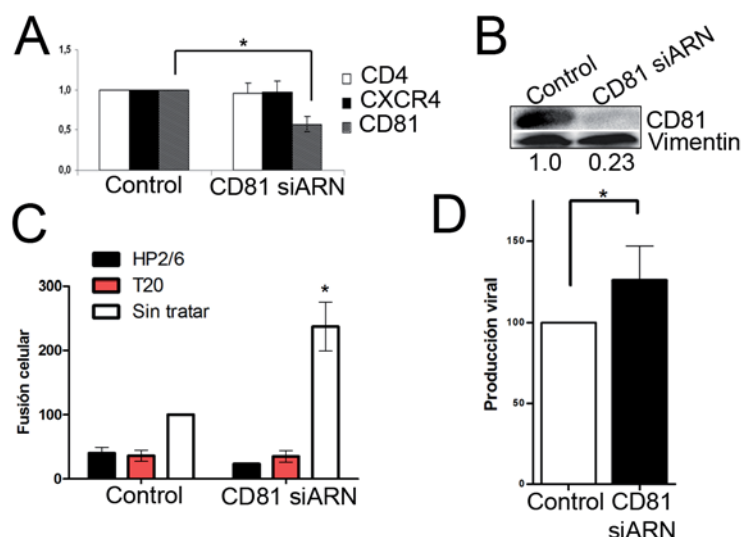 A
*
1,5
1,0
0,5
0,0
CD4
CXCR4
CD81
Control
CD81 siARN
B
Control
CD81 siARN
CD81
Vimentin
1.0
0.23
C
HP2/6
T20
Sin tratar
Fusión celular
300
200
100
0
*
Control
CD81 siARN
D
*
Producción viral
150
100
50
0
Control
CD81
siARN